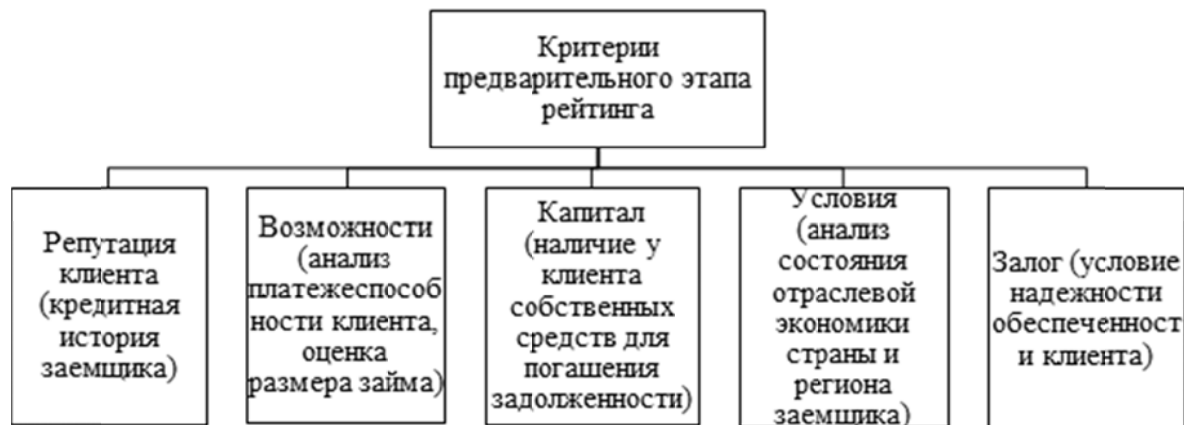 Критерии
предварительного этапа
рейтинга
Репутация
клиента
(кредитная
история
заемщика)
Возможности
(анализ
платежеспособ
ности клиента,
оценка
размера займа)
Капитал
(наличие у
клиента
собственных
средств для
погашения
задолженности)
Условия
(анализ
состояния
отраслевой
экономики
страны и
региона
заемщика)
Залог (условие
надежности
обеспеченност
и клиента)